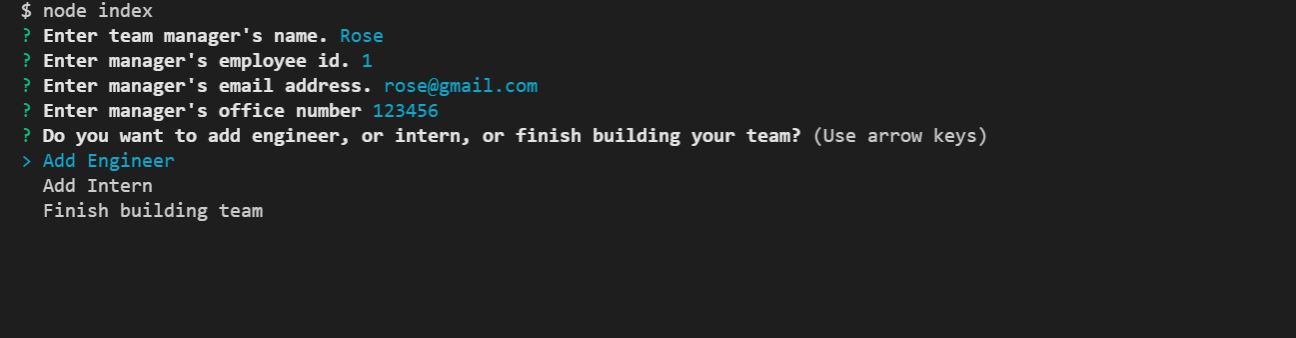 $ node index
? Enter team manager's name. Rose
? Enter manager's employee id. 1
? Enter manager's email address. rose@gmail.com
? Enter manager's office number 123456
? Do you want to add engineer, or intern, or finish building your team? (Use arrow keys)
> Add Engineer
  Add Intern
  Finish building team